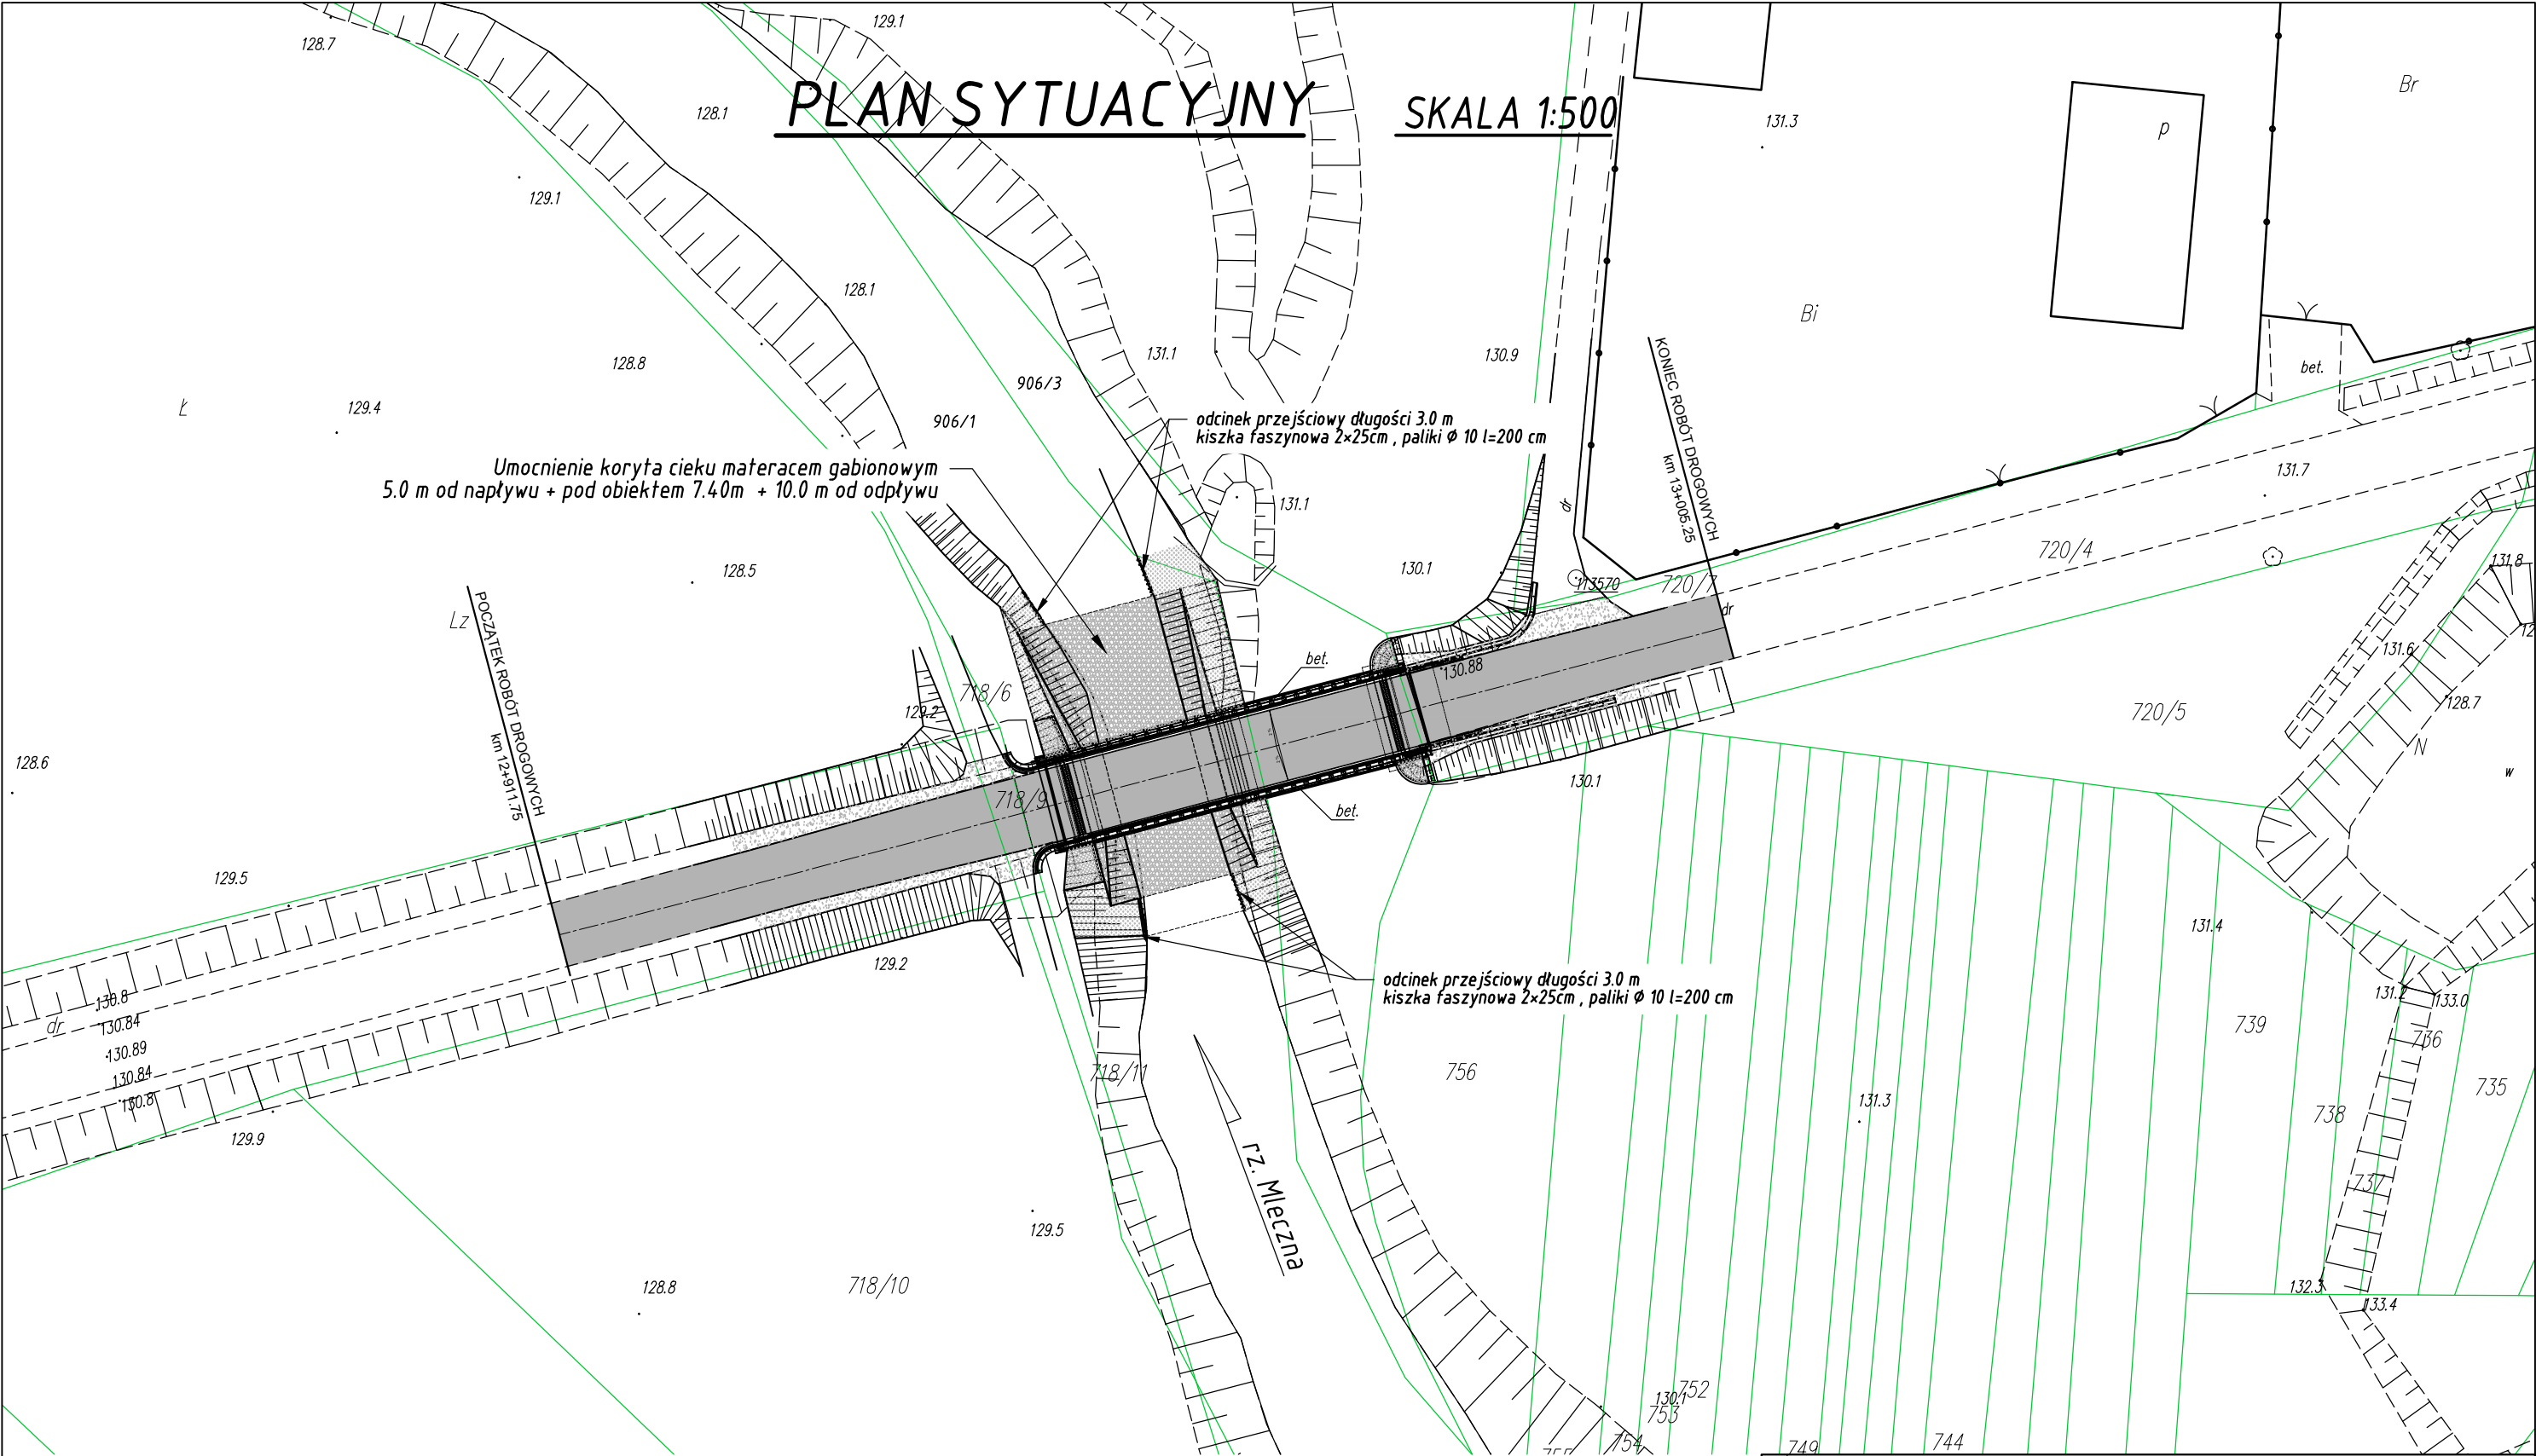 129.1
128.7
PLAN SYTUACYJNY
SKALA 1:500
Br
128.1
131.3
p
129.1
128.1
Bi
131.1
130.9
128.8
906/3
bet.
Ł
129.4
906/1
odcinek przejściowy długości 3.0 m
kiszka faszynowa 2×25cm , paliki Ø 10 l=200 cm
KONIEC ROBÓT DROGOWYCH
km 13+005.25
Umocnienie koryta cieku materacem gabionowym
5.0 m od napływu + pod obiektem 7.40m + 10.0 m od odpływu
131.7
131.1
dr
720/4
128.5
130.1
113570
720/7
131.8
dr
Lz
POCZĄTEK ROBÓT DROGOWYCH
km 12+911.75
131.6
bet.
130.88
718/6
129.2
128.7
720/5
N
128.6
w
130.1
718/9
bet.
129.5
131.4
129.2
odcinek przejściowy długości 3.0 m
kiszka faszynowa 2×25cm , paliki Ø 10 l=200 cm
131.2
133.0
130.8
dr
130.84
739
736
130.89
130.84
718/11
756
735
130.8
131.3
738
129.9
rz. Mleczna
737
129.5
718/10
128.8
132.3
133.4
752
130.1
753
754
744
749